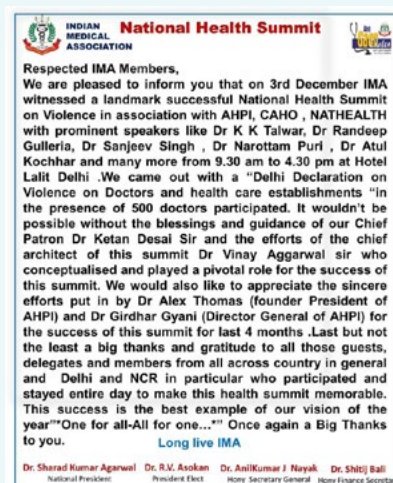 INDIAN
MEDICAL
ASSOCIATION
National Health Summit
Respected IMA Members,
We are pleased to inform you that on 3rd December IMA
witnessed a landmark successful National Health Summit
on Violence in association with AHPI, CAHO , NATHEALTH
with prominent speakers like Dr K K Talwar, Dr Randeep
Gulleria, Dr Sanjeev Singh , Dr Narottam Puri , Dr Atul
Kochhar and many more from 9.30 am to 4.30 pm at Hotel
Lalit Delhi .We came out with a “Delhi Declaration on
Violence on Doctors and health care establishments “in
the presence of 500 doctors participated. It wouldn’t be
possible without the blessings and guidance of our Chief
Patron Dr Ketan Desai Sir and the efforts of the chief
architect of this summit Dr Vinay Aggarwal sir who
conceptualised and played a pivotal role for the success of
this summit. We would also like to appreciate the sincere
efforts put in by Dr Alex Thomas (founder President of
AHPI) and Dr Girdhar Gyani (Director General of AHPI) for
the success of this summit for last 4 months .Last but not
the least a big thanks and gratitude to all those guests,
delegates and members from all across country in general
and Delhi and NCR in particular who participated and
stayed entire day to make this health summit memorable.
This success is the best example of our vision of the
year”*One for all-All for one...*” Once again a Big Thanks
to you.
Long live IMA
Dr. Sharad Kumar Agarwal Dr. R.V. Asokan Dr. AnilKumar J Nayak Dr. Shitij Bali
National President President Elect Hony Secretary General Hony Finance Secretar